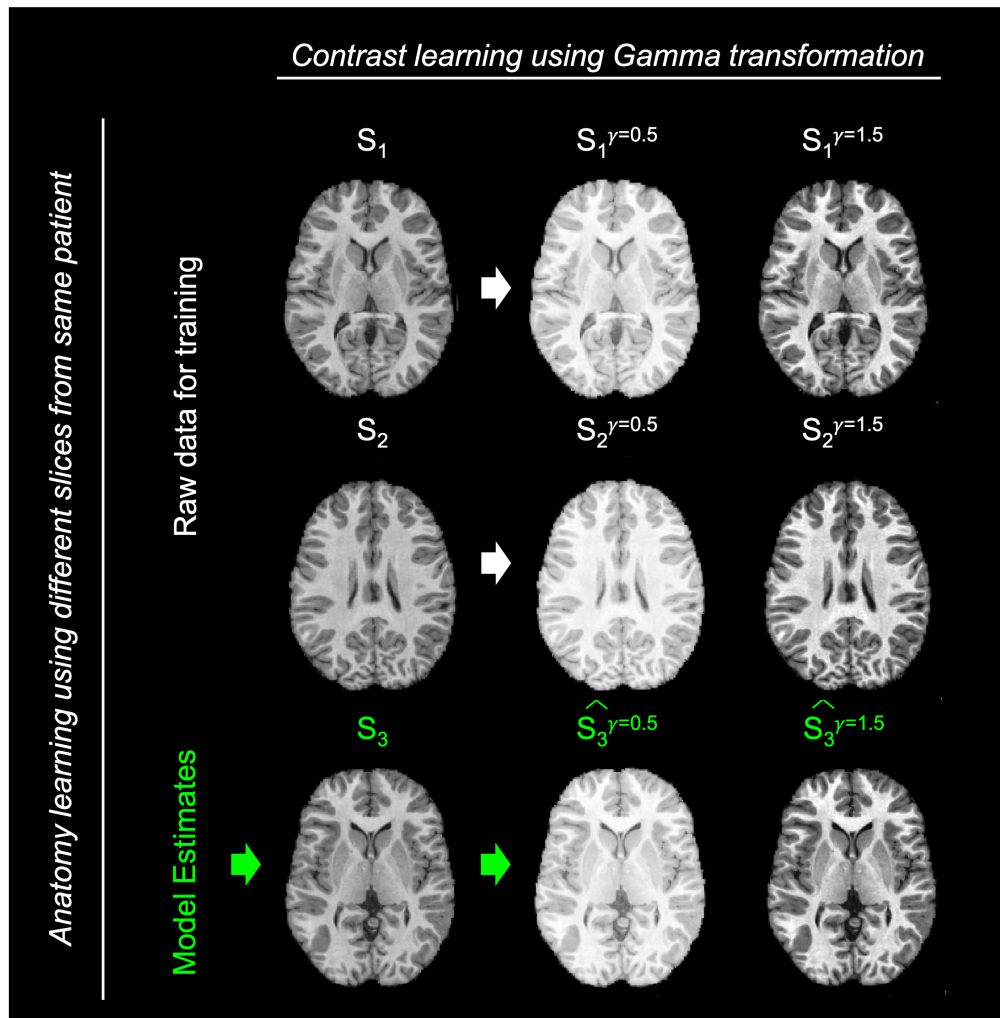 Contrast learning using Gamma transformation
Anatomy learning using different slices from same patient
Raw data for training
S₁ S₁γ=0.5 S₁γ=1.5
S₂ S₂γ=0.5 S₂γ=1.5
Model Estimates
S₃ Ŝ₃γ=0.5 Ŝ₃γ=1.5